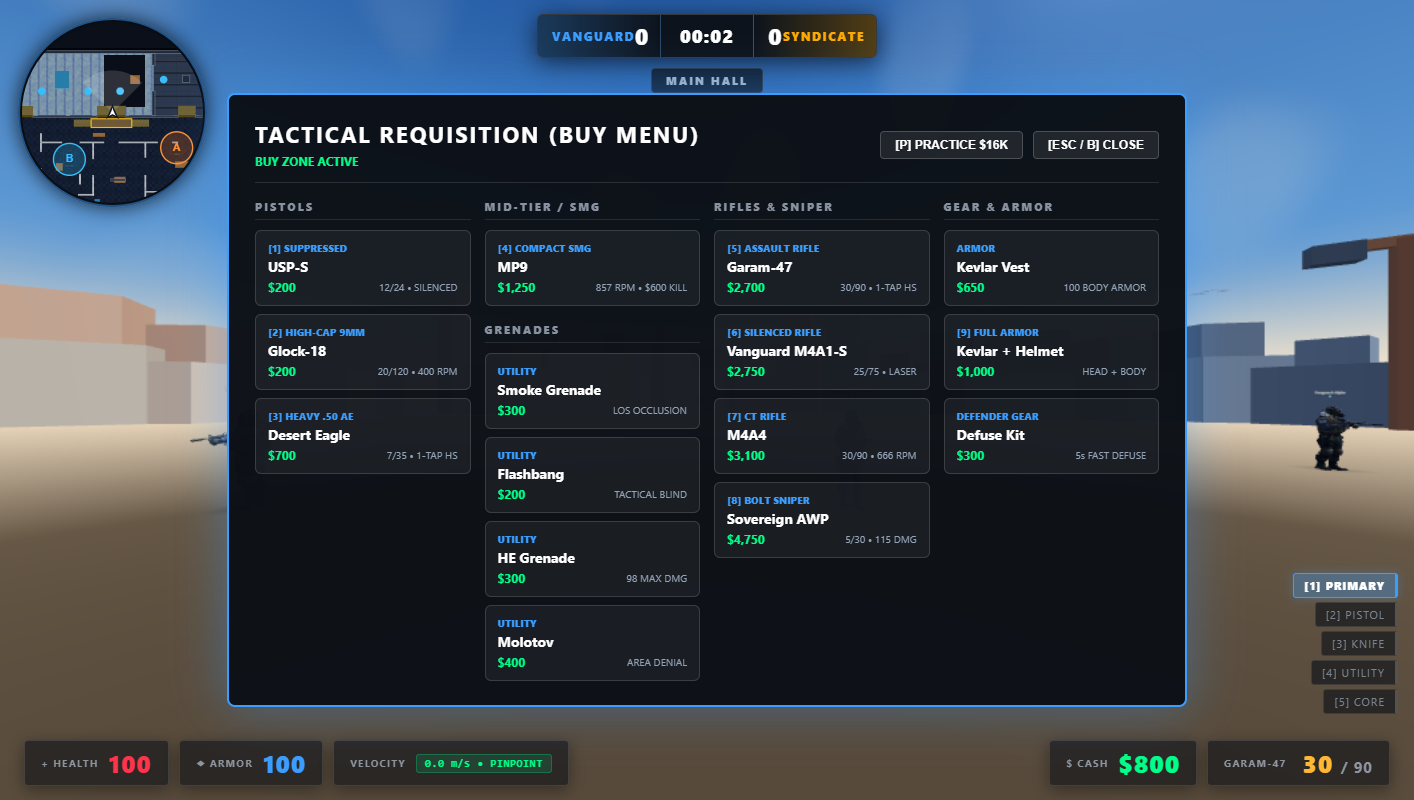 VANGUARD 0
00:02
0 SYNDICATE
MAIN HALL
B
A
TACTICAL REQUISITION (BUY MENU)
BUY ZONE ACTIVE
[P] PRACTICE $16K
[ESC / B] CLOSE
PISTOLS
[1] SUPPRESSED
USP-S
$200
12/24 • SILENCED
[2] HIGH-CAP 9MM
Glock-18
$200
20/120 • 400 RPM
[3] HEAVY .50 AE
Desert Eagle
$700
7/35 • 1-TAP HS
MID-TIER / SMG
[4] COMPACT SMG
MP9
$1,250
857 RPM • $600 KILL
GRENADES
UTILITY
Smoke Grenade
$300
LOS OCCLUSION
UTILITY
Flashbang
$200
TACTICAL BLIND
UTILITY
HE Grenade
$300
98 MAX DMG
UTILITY
Molotov
$400
AREA DENIAL
RIFLES & SNIPER
[5] ASSAULT RIFLE
Garam-47
$2,700
30/90 • 1-TAP HS
[6] SILENCED RIFLE
Vanguard M4A1-S
$2,750
25/75 • LASER
[7] CT RIFLE
M4A4
$3,100
30/90 • 666 RPM
[8] BOLT SNIPER
Sovereign AWP
$4,750
5/30 • 115 DMG
GEAR & ARMOR
ARMOR
Kevlar Vest
$650
100 BODY ARMOR
[9] FULL ARMOR
Kevlar + Helmet
$1,000
HEAD + BODY
DEFENDER GEAR
Defuse Kit
$300
5s FAST DEFUSE
[1] PRIMARY
[2] PISTOL
[3] KNIFE
[4] UTILITY
[5] CORE
+ HEALTH 100
◆ ARMOR 100
VELOCITY 0.0 m/s • PINPOINT
$ CASH $800
GARAM-47 30 / 90